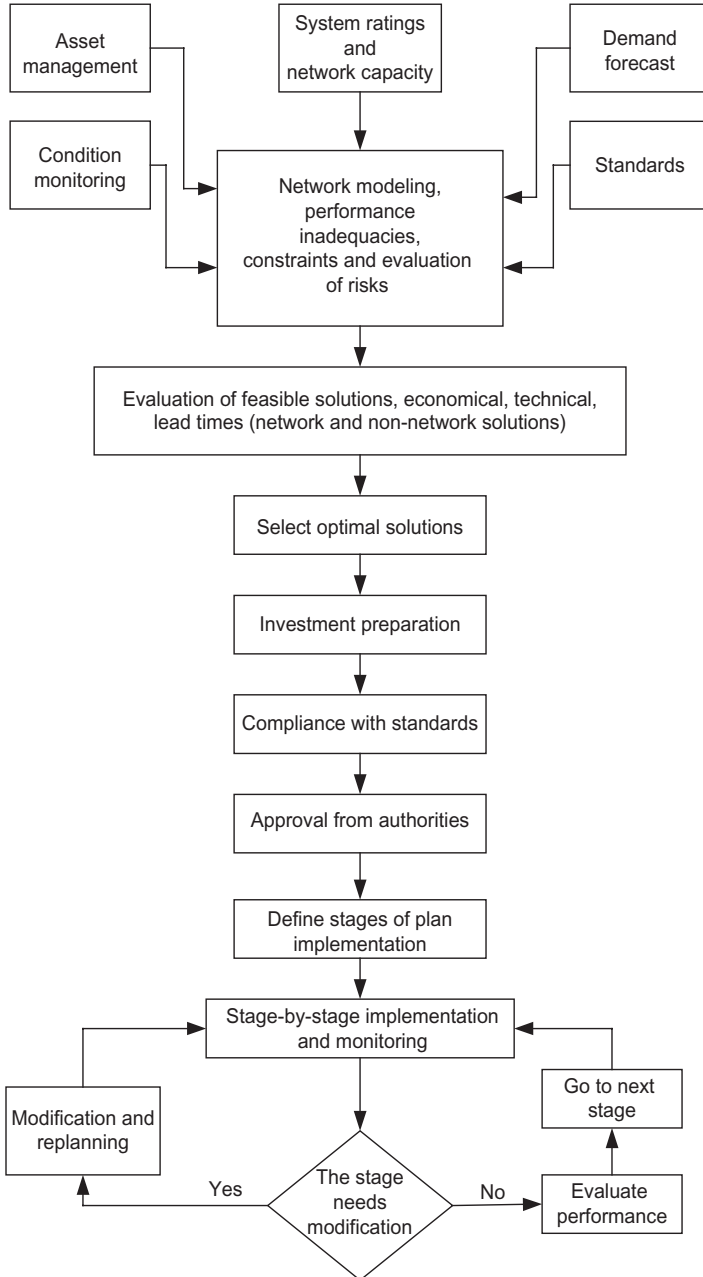 Asset
management
System ratings
and
network capacity
Demand
forecast
Condition
monitoring
Standards
Network modeling,
performance
inadequacies,
constraints and evaluation
of risks
Evaluation of feasible solutions, economical, technical,
lead times (network and non-network solutions)
Select optimal solutions
Investment preparation
Compliance with standards
Approval from authorities
Define stages of plan
implementation
Stage-by-stage implementation
and monitoring
Modification and
replanning
Go to next
stage
Yes
The stage
needs
modification
No
Evaluate
performance